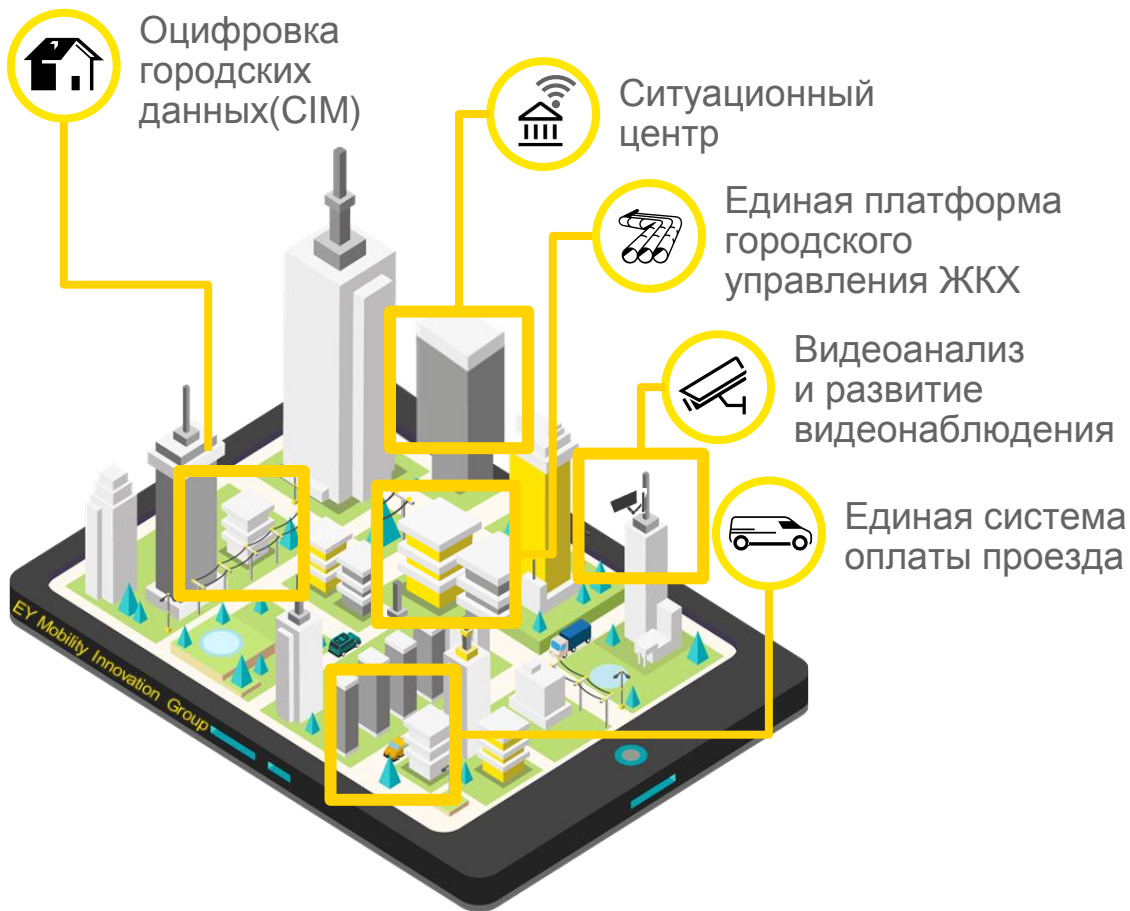 Оцифровка
городских
данных(CIM)
Ситуационный
центр
Единая платформа
городского
управления ЖКХ
Видеоанализ
и развитие
видеонаблюдения
Единая система
оплаты проезда
EY Mobility Innovation Group